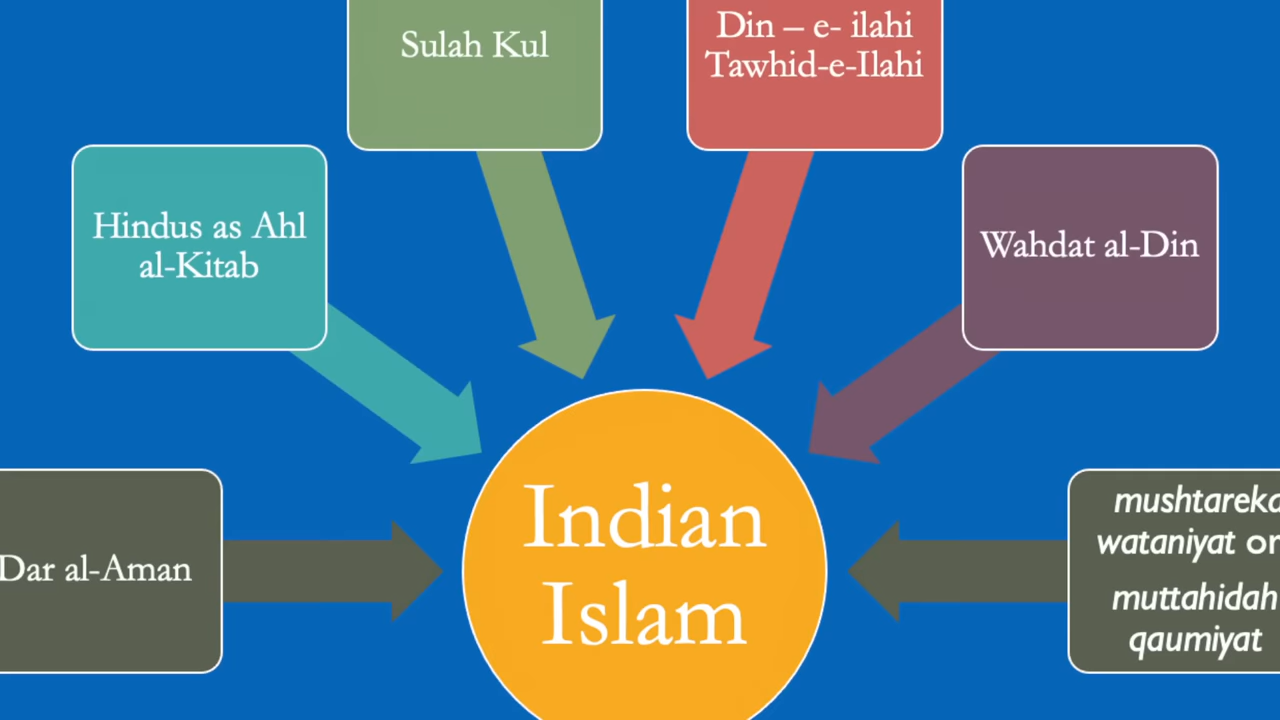 Sulah Kul
Din – e- ilahi
Tawhid-e-Ilahi
Hindus as Ahl
al-Kitab
Wahdat al-Din
Dar al-Aman
mushtareka
wataniyat or
muttahidah
qaumiyat
Indian
Islam